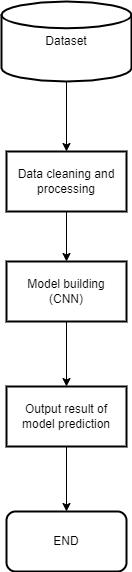 Dataset
Data cleaning and
processing
Model building
(CNN)
Output result of
model prediction
END